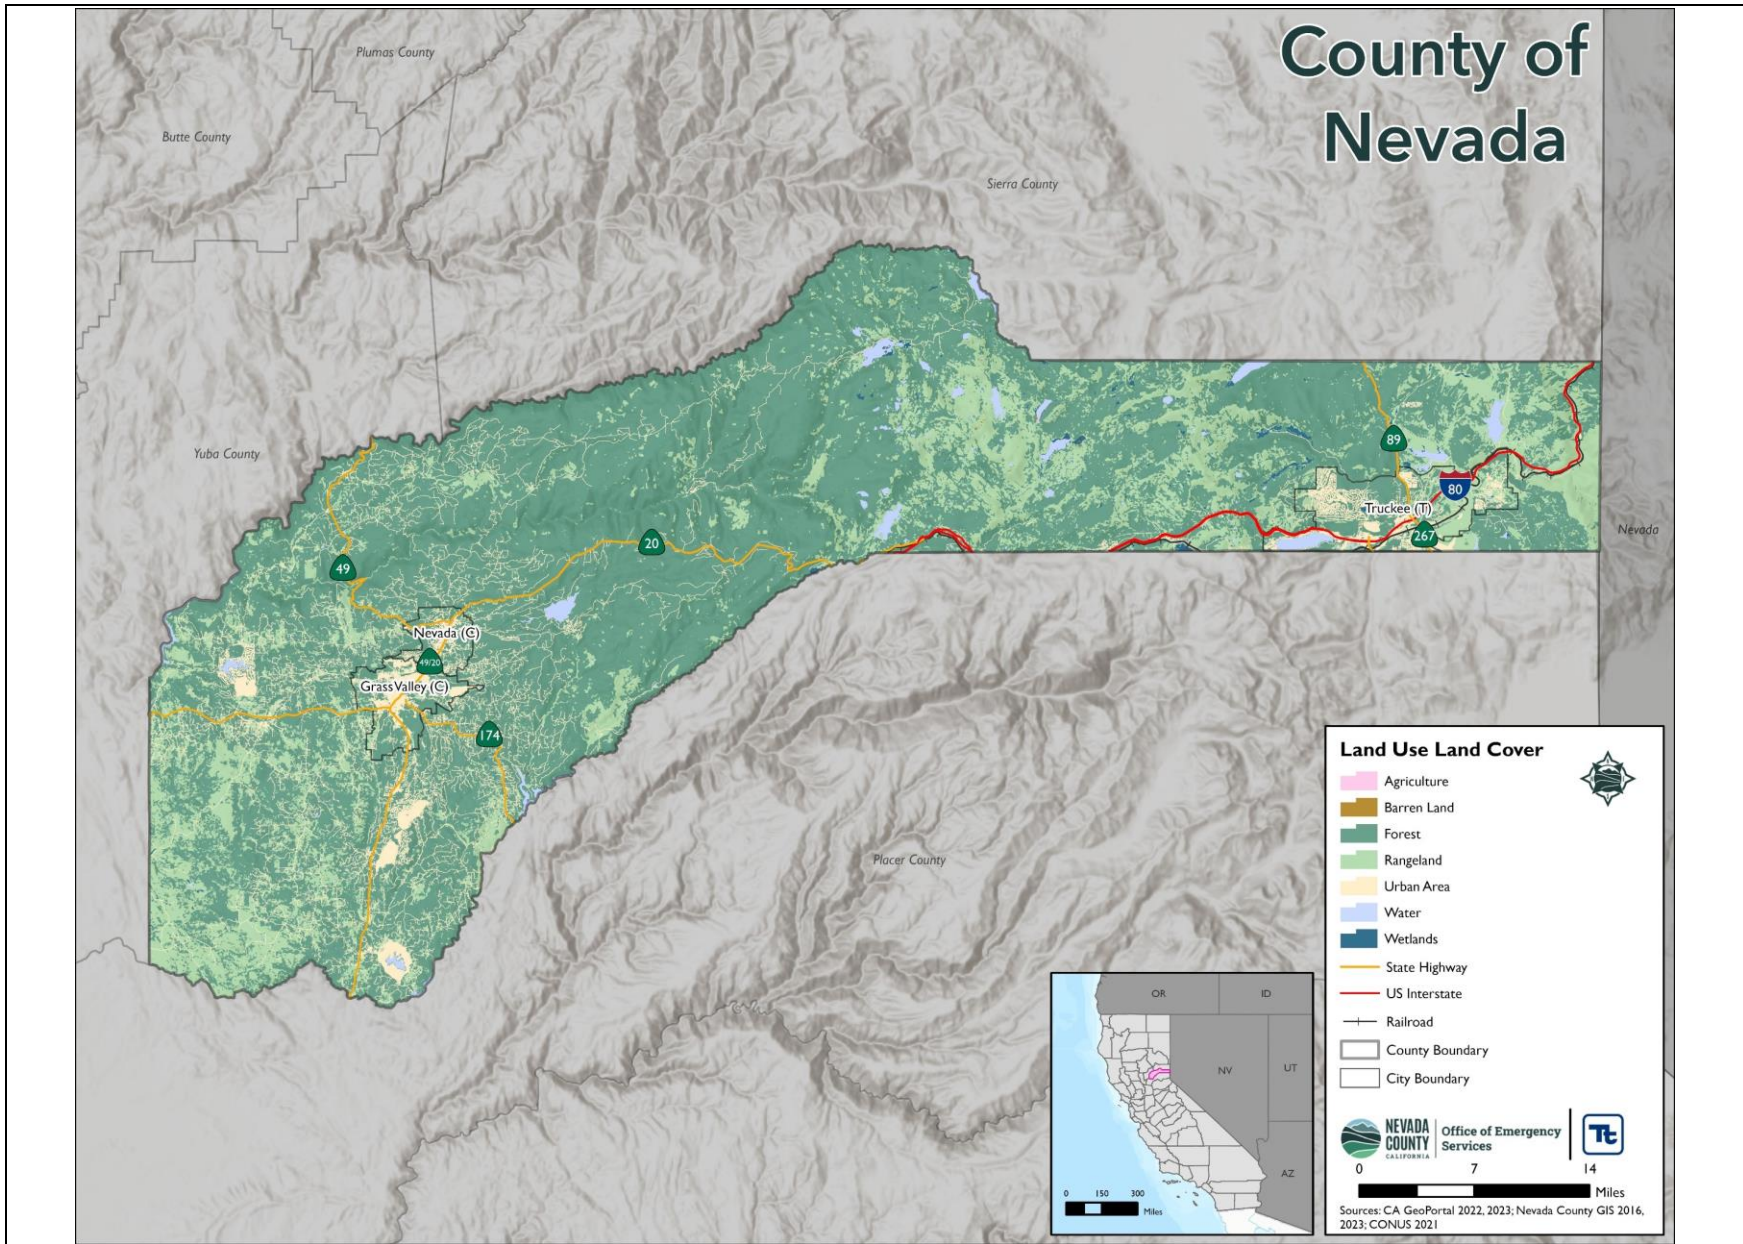 County of
Nevada
Plumas County
Butte County
Sierra County
Yuba County
89
80
Truckee (T)
267
Nevada
20
49
Nevada (C)
49/20
Grass Valley (C)
174
Placer County
Land Use Land Cover
Agriculture
Barren Land
Forest
Rangeland
Urban Area
Water
Wetlands
State Highway
US Interstate
Railroad
County Boundary
City Boundary
NEVADA
COUNTY
CALIFORNIA
Office of Emergency
Services
Tt
0 7 14
Miles
Sources: CA GeoPortal 2022, 2023; Nevada County GIS 2016,
2023; CONUS 2021
OR
ID
NV
UT
AZ
0 150 300
Miles